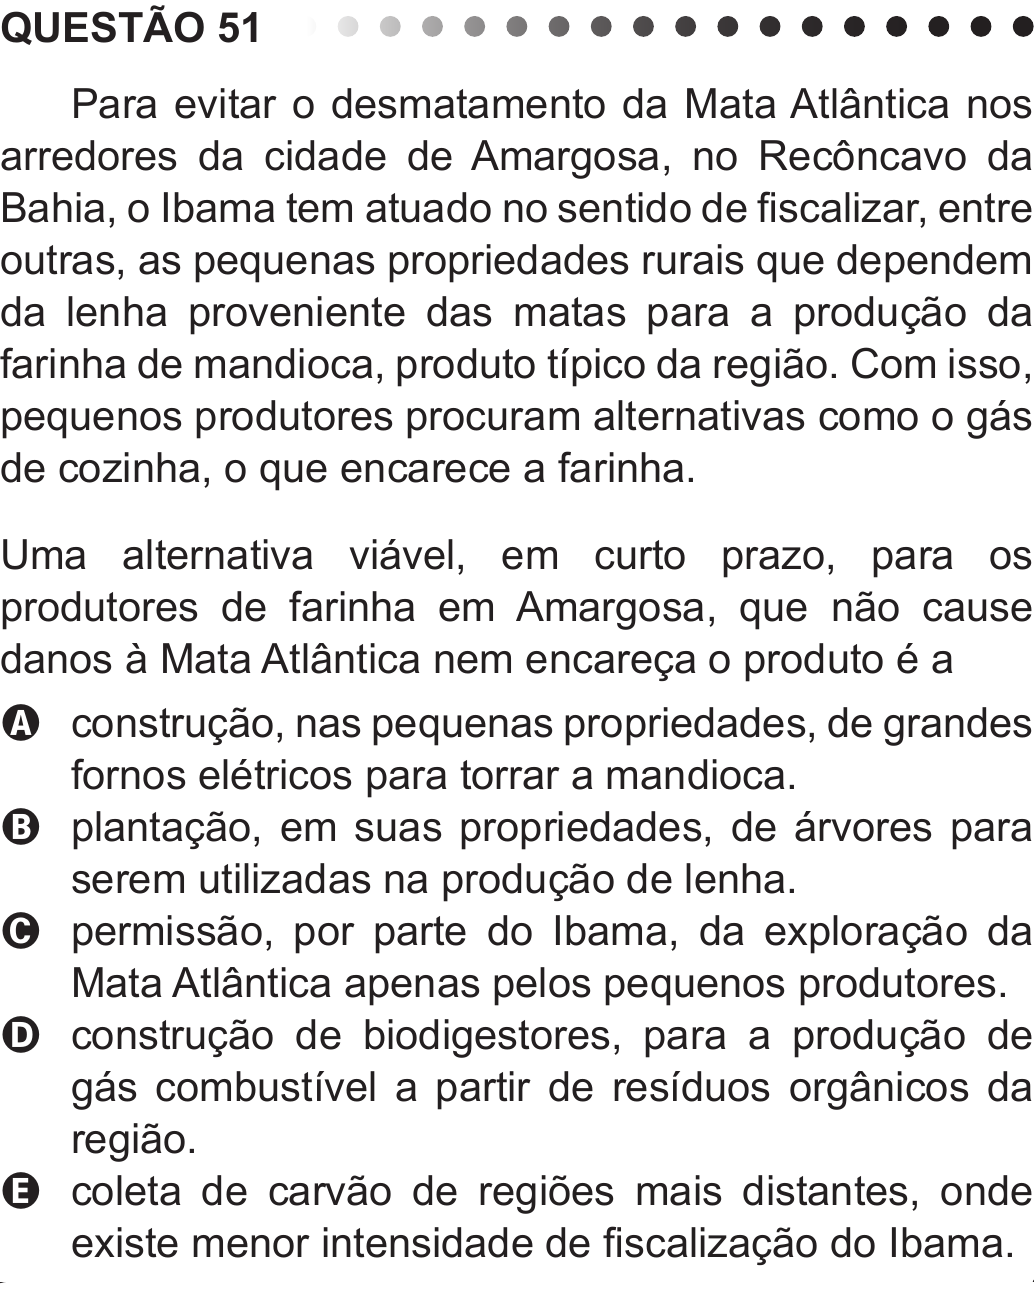 QUESTÃO 51
Para evitar o desmatamento da Mata Atlântica nos
arredores da cidade de Amargosa, no Recôncavo da
Bahia, o Ibama tem atuado no sentido de fiscalizar, entre
outras, as pequenas propriedades rurais que dependem
da lenha proveniente das matas para a produção da
farinha de mandioca, produto típico da região. Com isso,
pequenos produtores procuram alternativas como o gás
de cozinha, o que encarece a farinha.
Uma alternativa viável, em curto prazo, para os
produtores de farinha em Amargosa, que não cause
danos à Mata Atlântica nem encareça o produto é a
A construção, nas pequenas propriedades, de grandes
fornos elétricos para torrar a mandioca.
B plantação, em suas propriedades, de árvores para
serem utilizadas na produção de lenha.
C permissão, por parte do Ibama, da exploração da
Mata Atlântica apenas pelos pequenos produtores.
D construção de biodigestores, para a produção de
gás combustível a partir de resíduos orgânicos da
região.
E coleta de carvão de regiões mais distantes, onde
existe menor intensidade de fiscalização do Ibama.